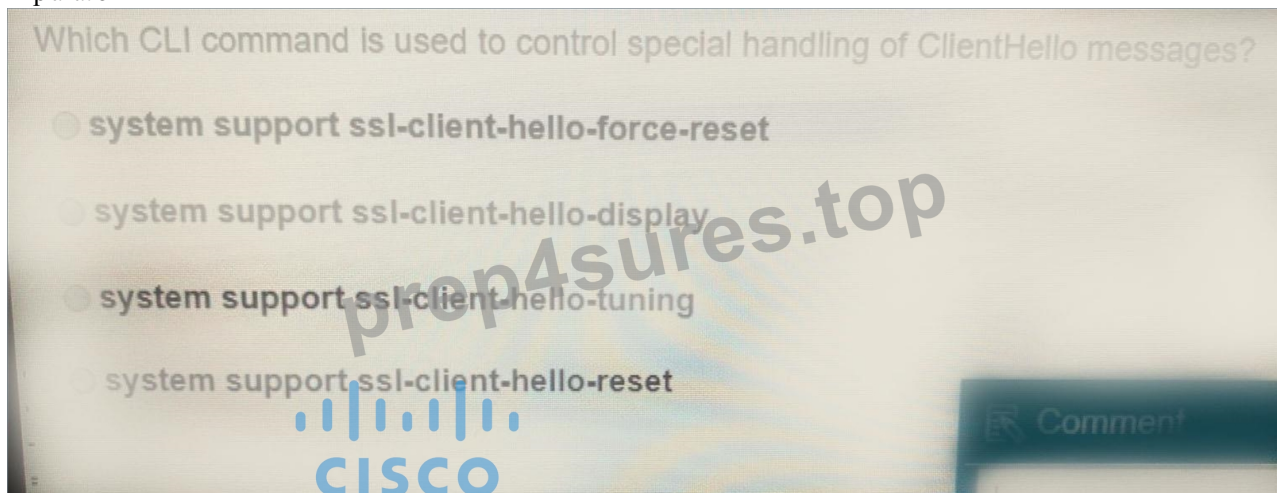 Which CLI command is used to control special handling of ClientHello messages?
system support ssl-client-hello-force-reset
system support ssl-client-hello-display
system support ssl-client-hello-tuning
system support ssl-client-hello-reset
prep4sures.top
CISCO
Comment